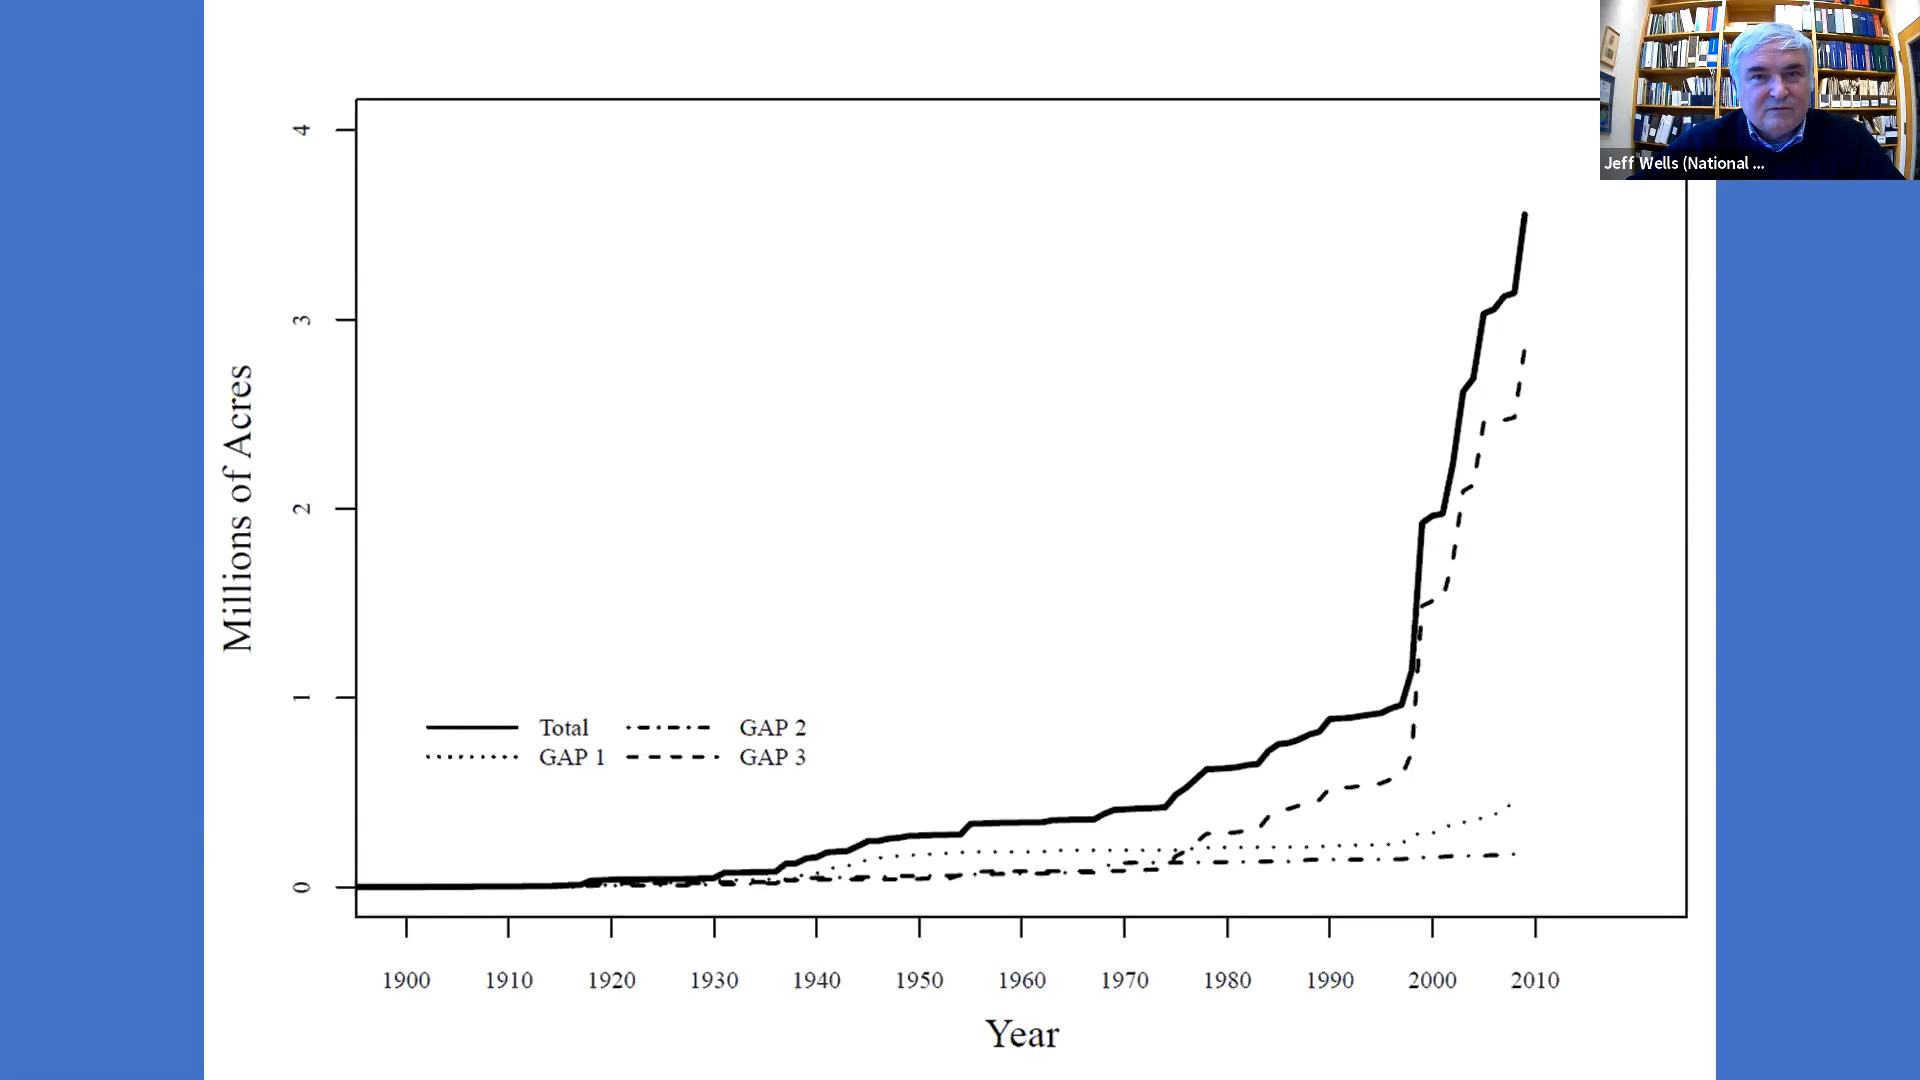 Jeff Wells (National ...
4
3
2
1
0
Millions of Acres
Total
GAP 2
GAP 1
GAP 3
1900 1910 1920 1930 1940 1950 1960 1970 1980 1990 2000 2010
Year